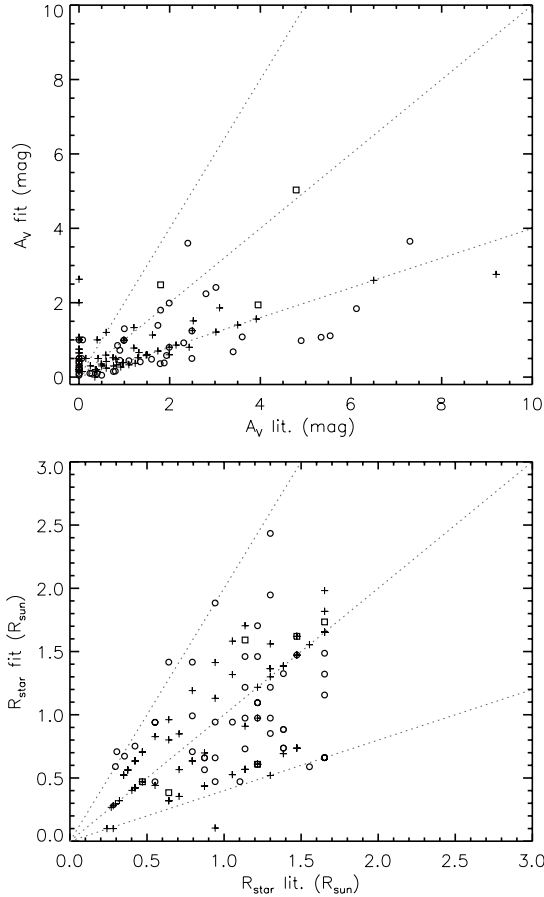 10
8
6
4
2
0
A_V fit (mag)
0 2 4 6 8 10
A_V lit. (mag)
3.0
2.5
2.0
1.5
1.0
0.5
0.0
R_star fit (R_sun)
0.0 0.5 1.0 1.5 2.0 2.5 3.0
R_star lit. (R_sun)